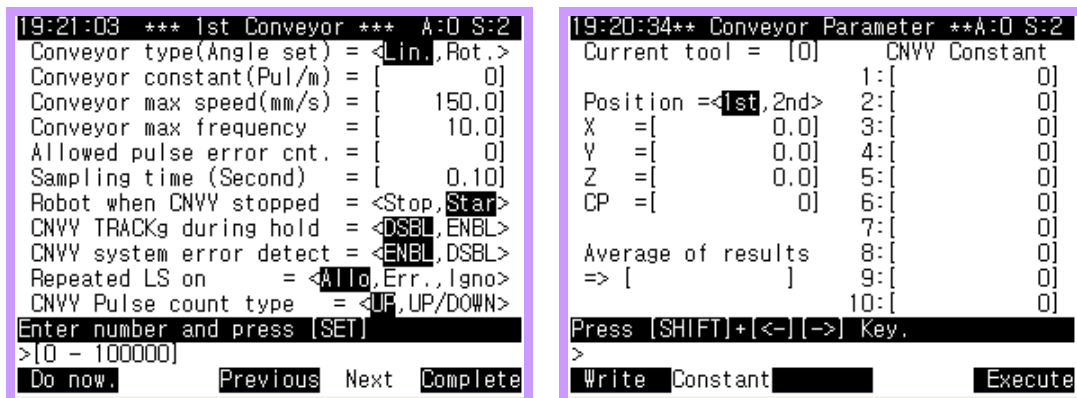 19:21:03 *** 1st Conveyor *** A:0 S:2
Conveyor type(Angle set) = <Lin.,Rot.>
Conveyor constant(Pul/m) = [ 0]
Conveyor max speed(mm/s) = [ 150.0]
Conveyor max frequency = [ 10.0]
Allowed pulse error cnt. = [ 0]
Sampling time (Second) = [ 0.10]
Robot when CNVY stopped = <Stop,Star>
CNVY TRACKg during hold = <DSBL,ENBL>
CNVY system error detect = <ENBL,DSBL>
Repeated LS on = <Allo,Err.,Igno>
CNVY Pulse count type = <UP,UP/DOWN>
Enter number and press [SET]
>[0 - 100000]
Do now. Previous Next Complete
19:20:34** Conveyor Parameter **A:0 S:2
Current tool = [0] CNVY Constant
1:[ 0]
Position =<1st,2nd> 2:[ 0]
X =[ 0.0] 3:[ 0]
Y =[ 0.0] 4:[ 0]
Z =[ 0.0] 5:[ 0]
CP =[ 0] 6:[ 0]
7:[ 0]
Average of results 8:[ 0]
=> [ ] 9:[ 0]
10:[ 0]
Press [SHIFT]+[<-][->] Key.
>
Write Constant Execute